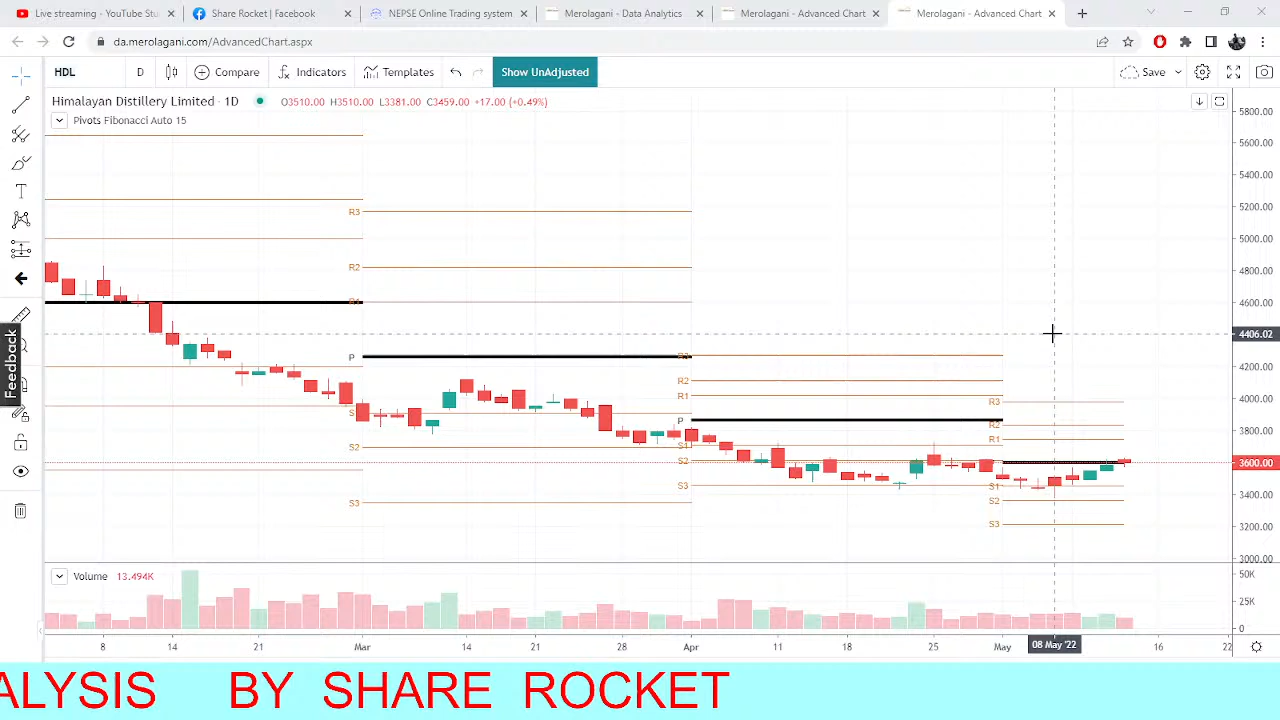 Live streaming - YouTube Stu
Share Rocket | Facebook
NEPSE Online Trading system
Merolagani - Data Analytics
Merolagani - Advanced Chart
Merolagani - Advanced Chart
da.merolagani.com/AdvancedChart.aspx
HDL
D
Compare
Indicators
Templates
Show UnAdjusted
Save
Himalayan Distillery Limited · 1D
O3510.00 H3510.00 L3381.00 C3459.00 +17.00 (+0.49%)
Pivots Fibonacci Auto 15
5800.00
5600.00
5400.00
5200.00
5000.00
4800.00
4600.00
4406.02
4200.00
4000.00
3800.00
3600.00
3400.00
3200.00
3000.00
R3
R2
R1
P
S
S2
S3
R3
R2
R1
P
S1
S2
S3
R3
R2
R1
S1
S2
S3
Feedback
Volume 13.494K
50K
25K
0
8
14
21
Mar
14
21
28
Apr
11
18
25
May
08 May '22
16
22
ALYSIS BY SHARE ROCKET